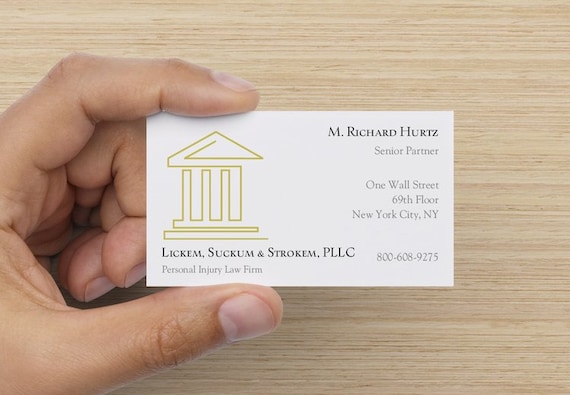 M. Richard Hurtz
Senior Partner
One Wall Street
69th Floor
New York City, NY
Lickem, Suckum & Strokem, PLLC
Personal Injury Law Firm
800-608-9275